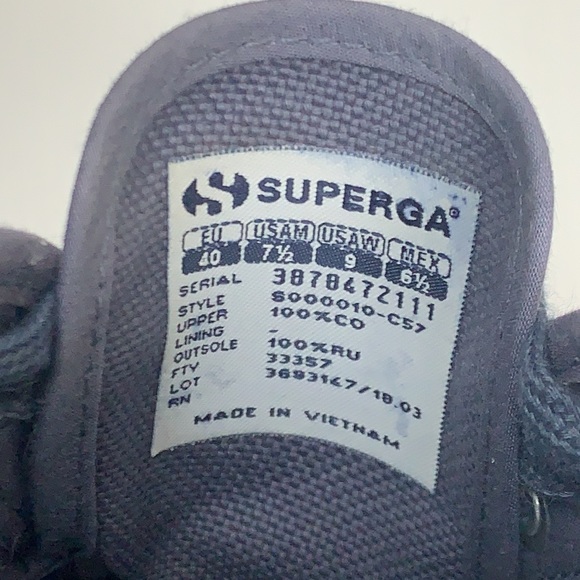 SUPERGA®
EU USAM USAW MEX
40 7½ 9 6½
SERIAL 3878472111
STYLE S000010-C57
UPPER 100%CO
LINING -
OUTSOLE 100%RU
FTY 33357
LOT 3693167/18.03
RN
MADE IN VIETNAM